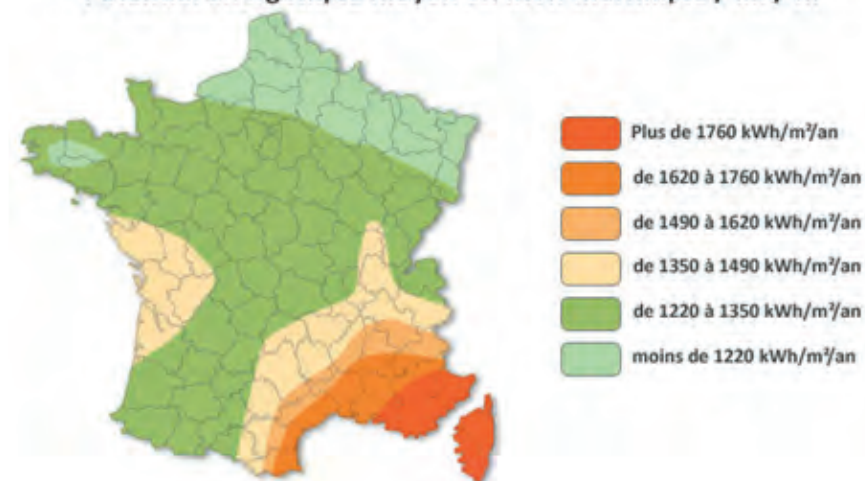 Plus de 1760 kWh/m²/an
de 1620 à 1760 kWh/m²/an
de 1490 à 1620 kWh/m²/an
de 1350 à 1490 kWh/m²/an
de 1220 à 1350 kWh/m²/an
moins de 1220 kWh/m²/an